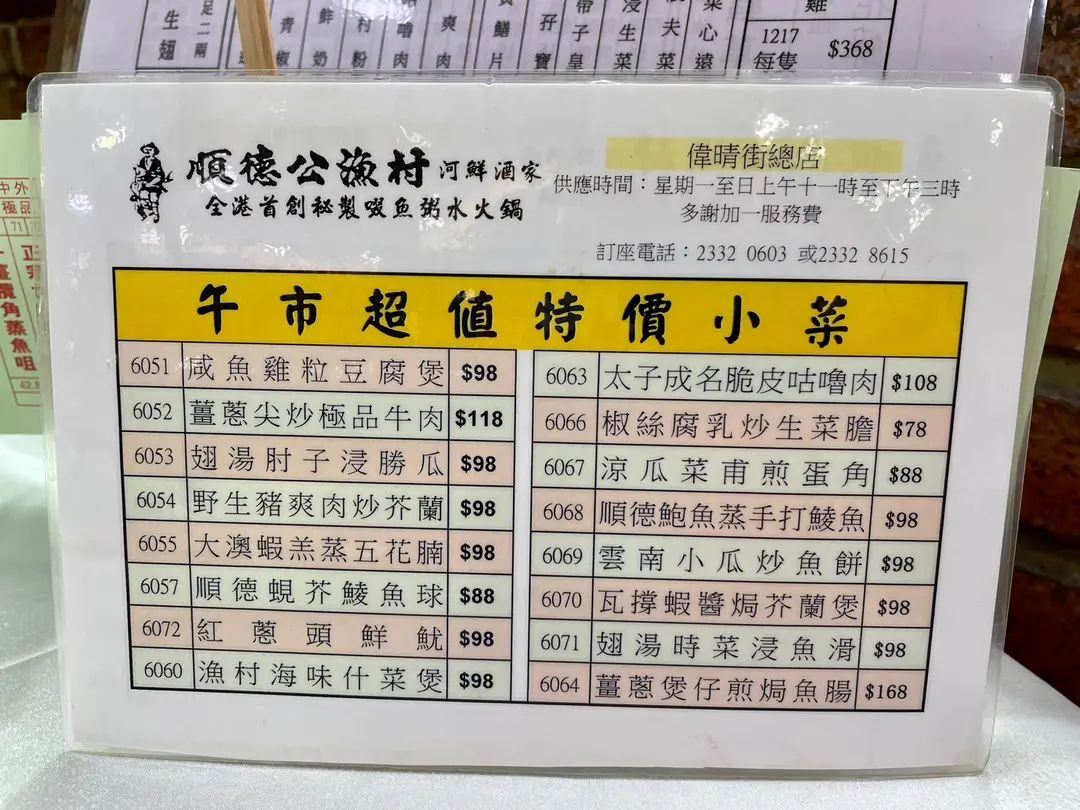 1217
每隻 $368
順德公漁村 河鮮酒家
全港首創秘製啜魚粥水火鍋
偉晴街總店
供應時間：星期一至日上午十一時至下午三時
多謝加一服務費
訂座電話：2332 0603 或2332 8615
午市超值特價小菜
6051 咸魚雞粒豆腐煲 $98
6052 薑蔥尖炒極品牛肉 $118
6053 翅湯肘子浸勝瓜 $98
6054 野生豬爽肉炒芥蘭 $98
6055 大澳蝦羔蒸五花腩 $98
6057 順德蜆芥鯪魚球 $88
6072 紅蔥頭鮮魷 $98
6060 漁村海味什菜煲 $98
6063 太子成名脆皮咕嚕肉 $108
6066 椒絲腐乳炒生菜膽 $78
6067 涼瓜菜甫煎蛋角 $88
6068 順德鮑魚蒸手打鯪魚 $98
6069 雲南小瓜炒魚餅 $98
6070 瓦撐蝦醬焗芥蘭煲 $98
6071 翅湯時菜浸魚滑 $98
6064 薑蔥煲仔煎焗魚腸 $168